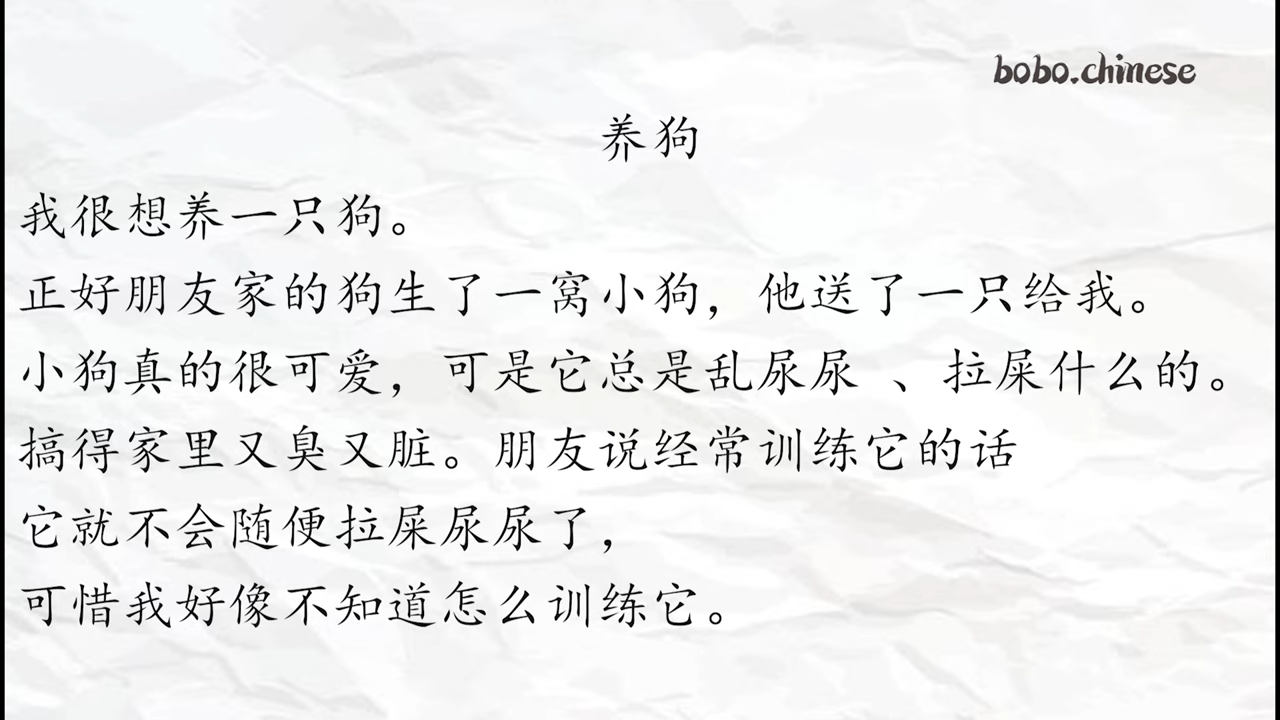 bobo.chinese
养狗
我很想养一只狗。
正好朋友家的狗生了一窝小狗，他送了一只给我。
小狗真的很可爱，可是它总是乱尿尿 、拉屎什么的。
搞得家里又臭又脏。朋友说经常训练它的话
它就不会随便拉屎尿尿了，
可惜我好像不知道怎么训练它。